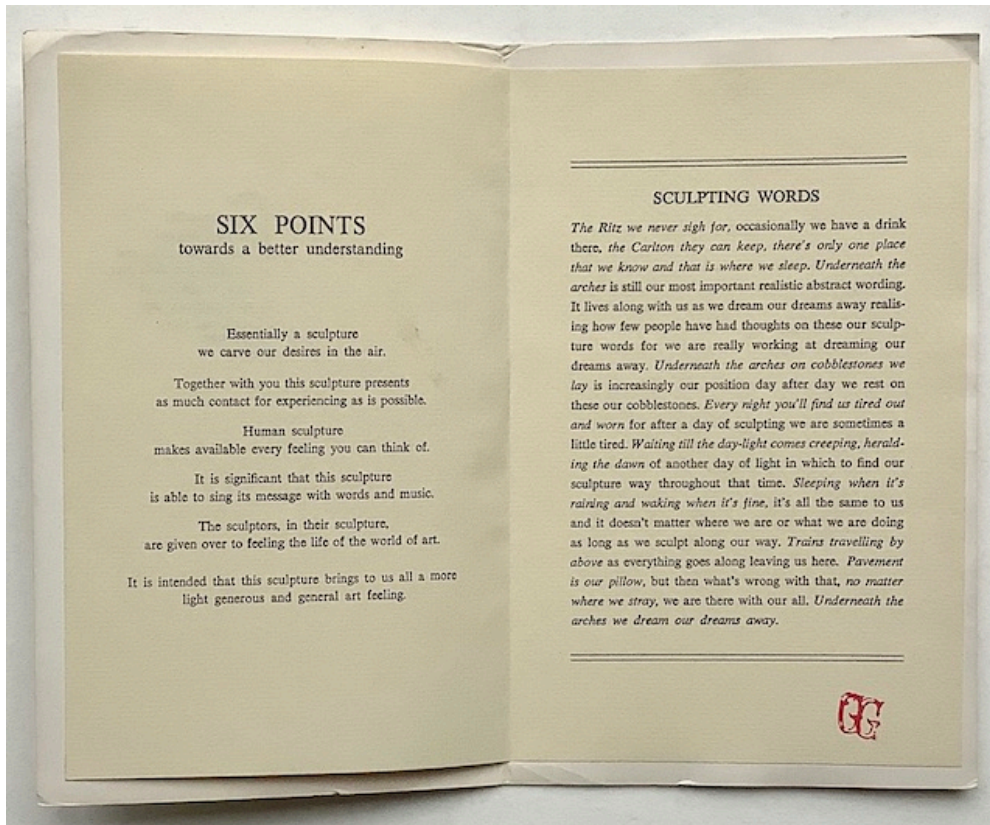 SIX POINTS
towards a better understanding
Essentially a sculpture
we carve our desires in the air.
Together with you this sculpture presents
as much contact for experiencing as is possible.
Human sculpture
makes available every feeling you can think of.
It is significant that this sculpture
is able to sing its message with words and music.
The sculptors, in their sculpture,
are given over to feeling the life of the world of art.
It is intended that this sculpture brings to us all a more
light generous and general art feeling.
SCULPTING WORDS
The Ritz we never sigh for, occasionally we have a drink
there, the Carlton they can keep, there's only one place
that we know and that is where we sleep. Underneath the
arches is still our most important realistic abstract wording.
It lives along with us as we dream our dreams away realis-
ing how few people have had thoughts on these our sculp-
ture words for we are really working at dreaming our
dreams away. Underneath the arches on cobblestones we
lay is increasingly our position day after day we rest on
these our cobblestones. Every night you'll find us tired out
and worn for after a day of sculpting we are sometimes a
little tired. Waiting till the day-light comes creeping, herald-
ing the dawn of another day of light in which to find our
sculpture way throughout that time. Sleeping when it's
raining and waking when it's fine, it's all the same to us
and it doesn't matter where we are or what we are doing
as long as we sculpt along our way. Trains travelling by
above as everything goes along leaving us here. Pavement
is our pillow, but then what's wrong with that, no matter
where we stray, we are there with our all. Underneath the
arches we dream our dreams away.
GG